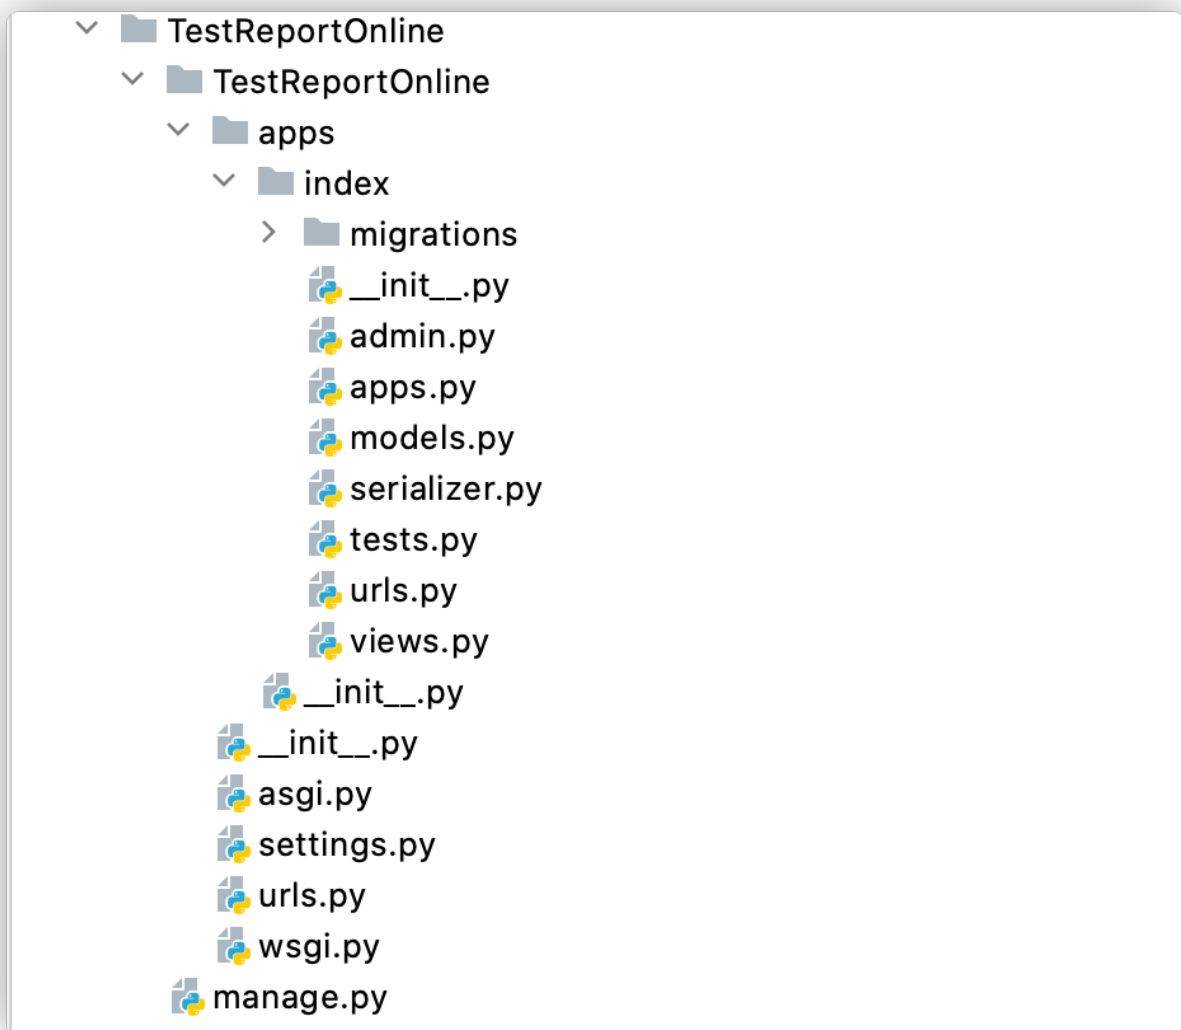 TestReportOnline
TestReportOnline
apps
index
migrations
__init__.py
admin.py
apps.py
models.py
serializer.py
tests.py
urls.py
views.py
__init__.py
__init__.py
asgi.py
settings.py
urls.py
wsgi.py
manage.py